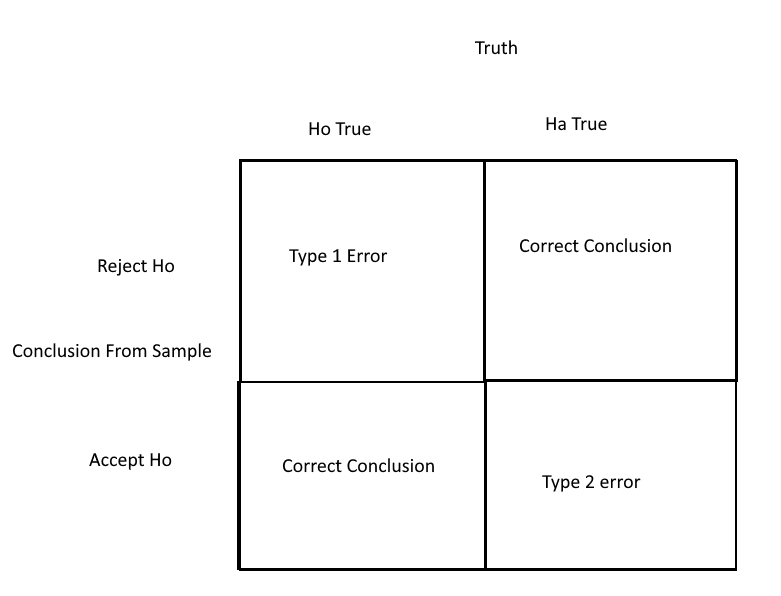 Truth
Ho True
Ha True
Reject Ho
Type 1 Error
Correct Conclusion
Conclusion From Sample
Accept Ho
Correct Conclusion
Type 2 error